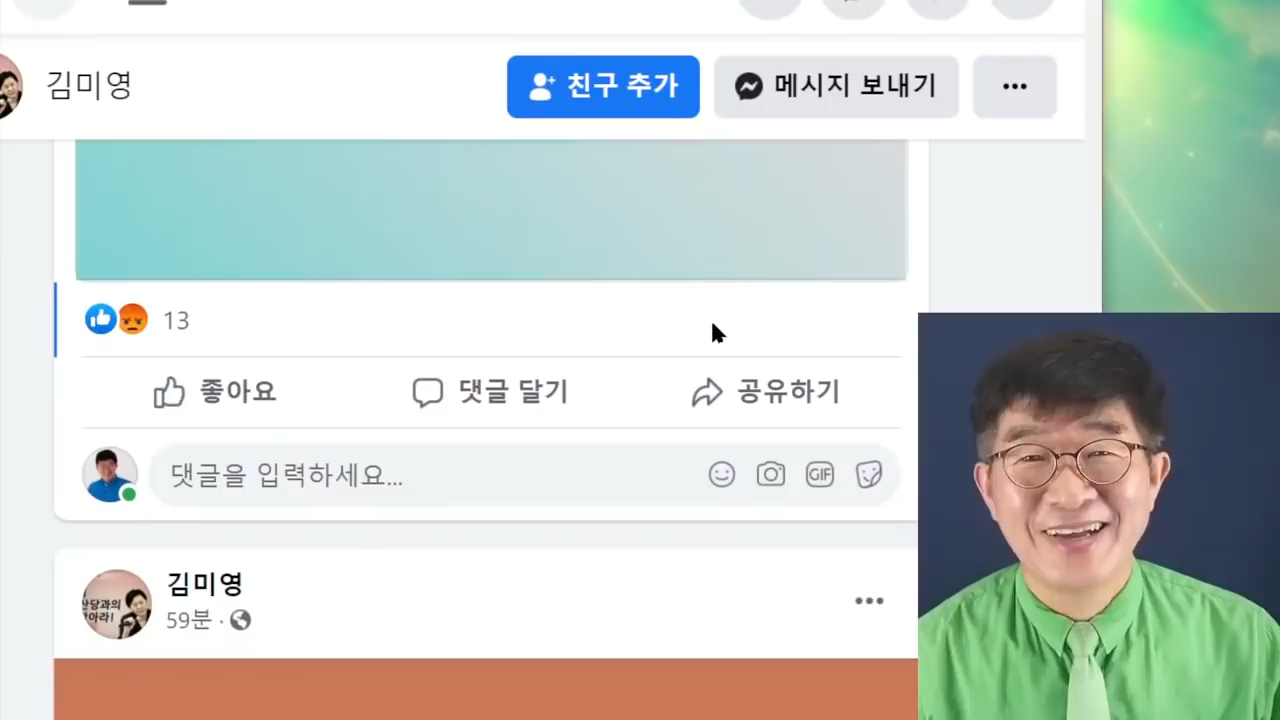 김미영
친구 추가
메시지 보내기
13
좋아요
댓글 달기
공유하기
댓글을 입력하세요...
GIF
김미영
59분 ·